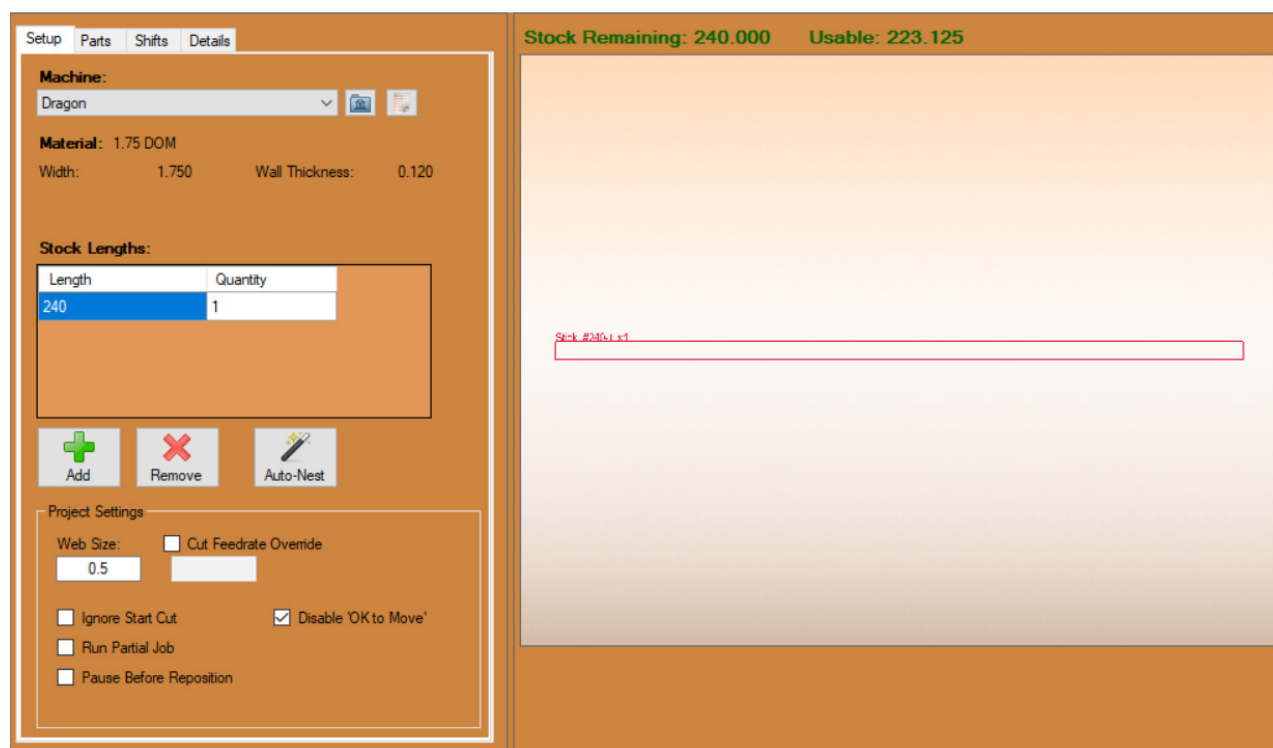 Setup Parts Shifts Details
Machine:
Dragon
Material: 1.75 DOM
Width: 1.750 Wall Thickness: 0.120
Stock Lengths:
Length Quantity
240 1
Add Remove Auto-Nest
Project Settings
Web Size: Cut Feedrate Override
0.5
Ignore Start Cut Disable 'OK to Move'
Run Partial Job
Pause Before Reposition
Stock Remaining: 240.000 Usable: 223.125
Stick